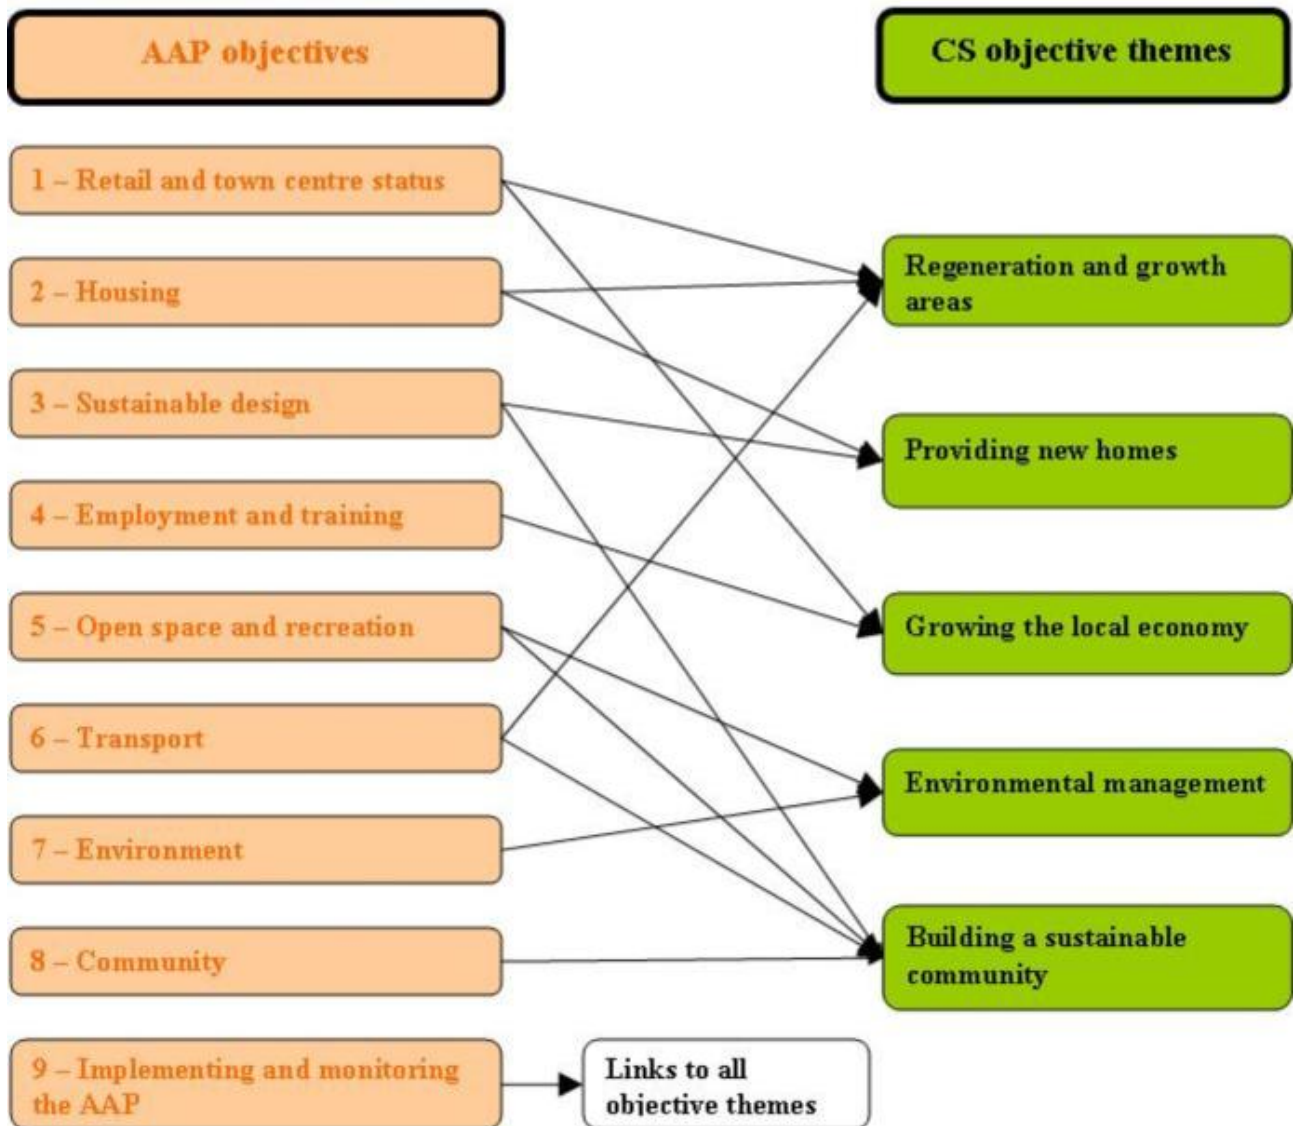 AAP objectives
CS objective themes
1 – Retail and town centre status
2 – Housing
3 – Sustainable design
4 – Employment and training
5 – Open space and recreation
6 – Transport
7 – Environment
8 – Community
9 – Implementing and monitoring
the AAP
Links to all
objective themes
Regeneration and growth
areas
Providing new homes
Growing the local economy
Environmental management
Building a sustainable
community